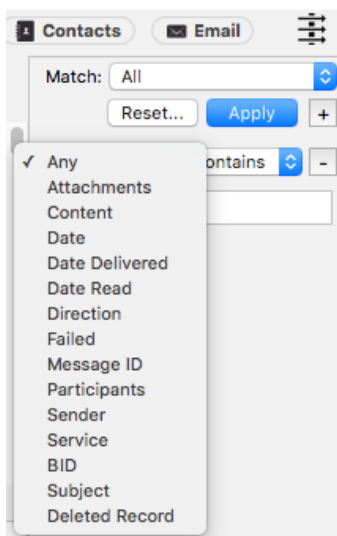 Contacts Email
Match: All
Reset... Apply +
✓ Any ontains -
Attachments
Content
Date
Date Delivered
Date Read
Direction
Failed
Message ID
Participants
Sender
Service
BID
Subject
Deleted Record